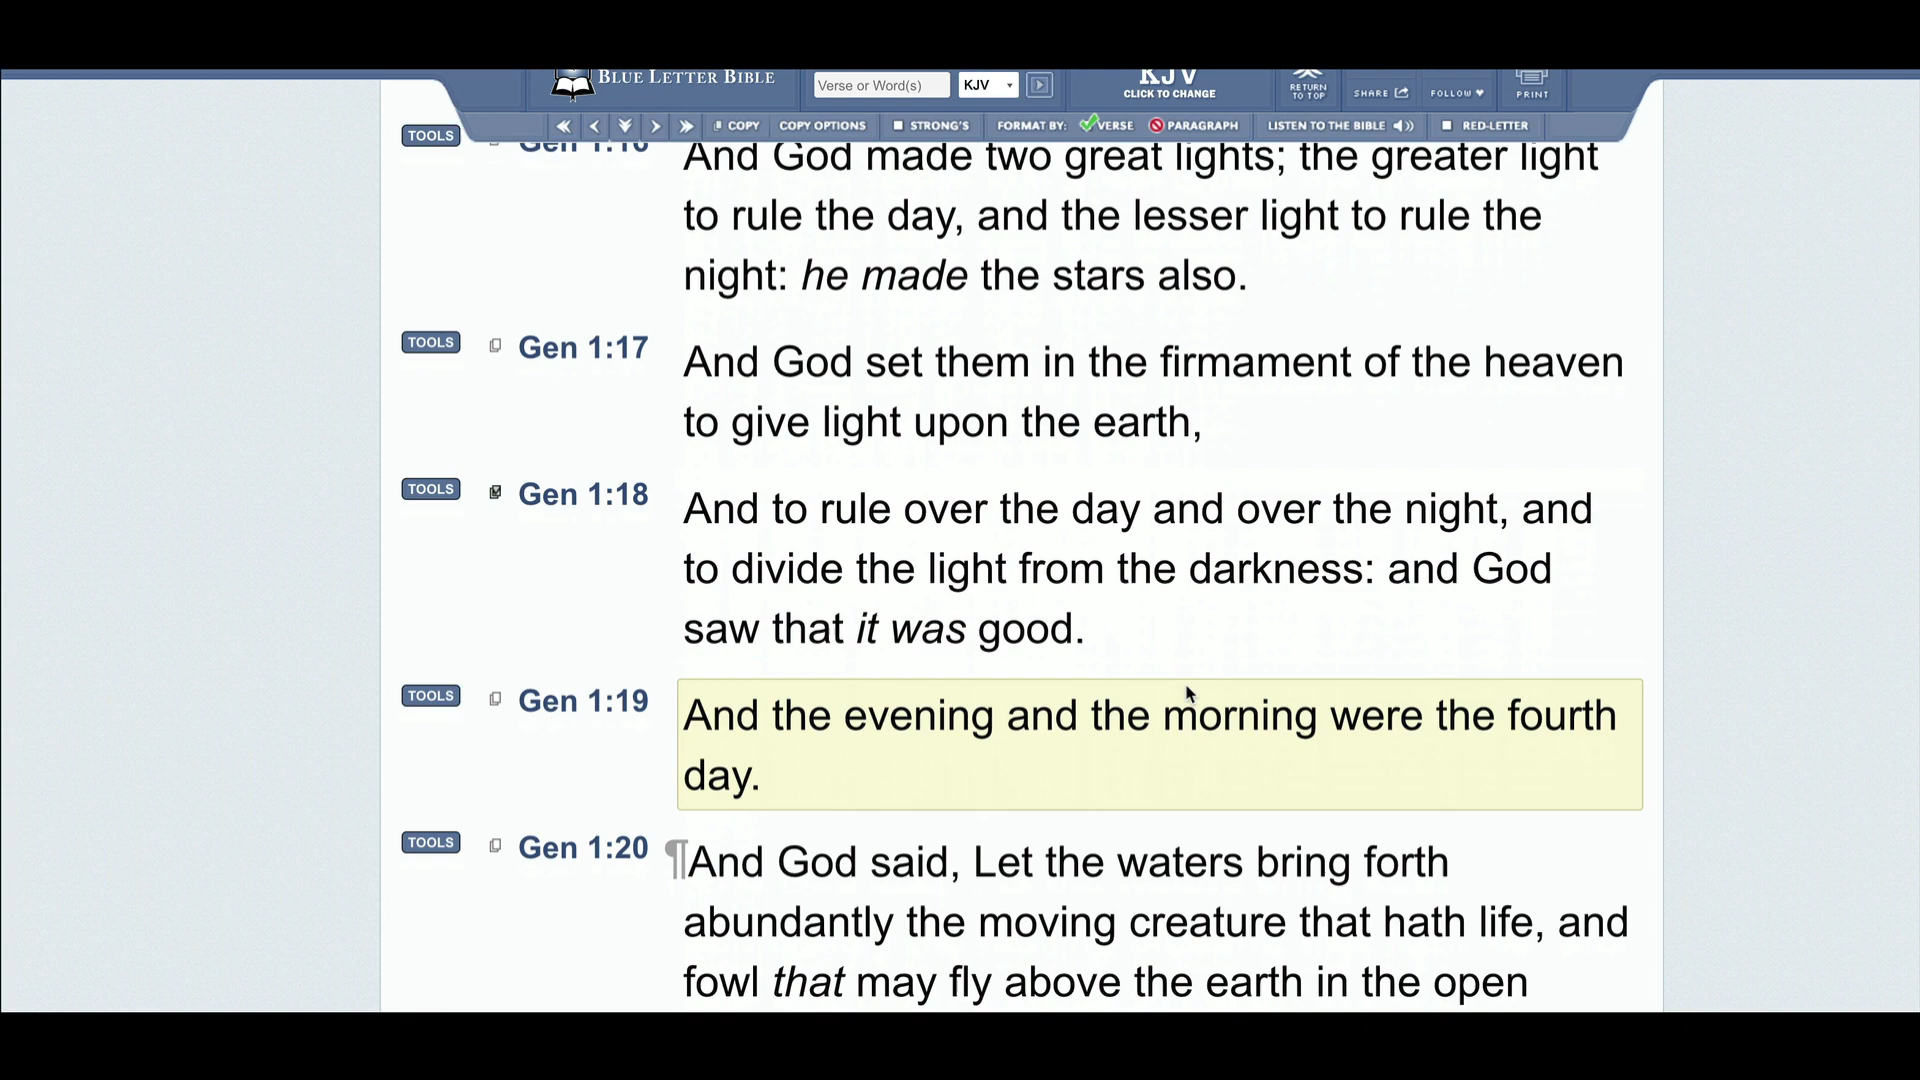 BLUE LETTER BIBLE
Verse or Word(s)
KJV
KJV
CLICK TO CHANGE
RETURN
TO TOP
SHARE
FOLLOW
PRINT
COPY
COPY OPTIONS
STRONG'S
FORMAT BY:
VERSE
PARAGRAPH
LISTEN TO THE BIBLE
RED-LETTER
TOOLS
Gen 1:16
And God made two great lights; the greater light
to rule the day, and the lesser light to rule the
night: he made the stars also.
TOOLS
Gen 1:17
And God set them in the firmament of the heaven
to give light upon the earth,
TOOLS
Gen 1:18
And to rule over the day and over the night, and
to divide the light from the darkness: and God
saw that it was good.
TOOLS
Gen 1:19
And the evening and the morning were the fourth
day.
TOOLS
Gen 1:20
¶And God said, Let the waters bring forth
abundantly the moving creature that hath life, and
fowl that may fly above the earth in the open